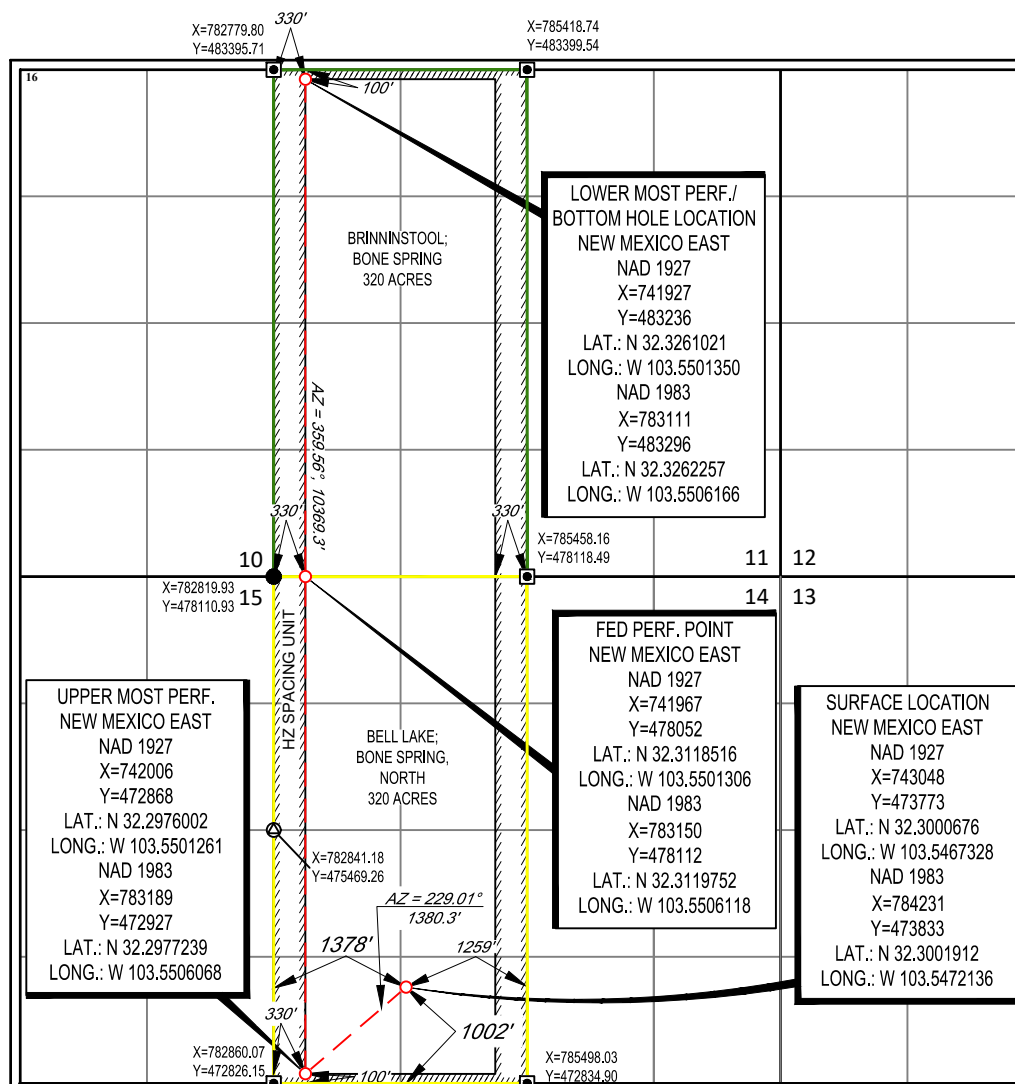 X=782779.80
Y=483395.71
330'
X=785418.74
Y=483399.54
16
100'
LOWER MOST PERF./
BOTTOM HOLE LOCATION
NEW MEXICO EAST
NAD 1927
X=741927
Y=483236
LAT.: N 32.3261021
LONG.: W 103.5501350
NAD 1983
X=783111
Y=483296
LAT.: N 32.3262257
LONG.: W 103.5506166
BRINNINSTOOL;
BONE SPRING
320 ACRES
AZ = 359.56°, 10369.3'
330'
330'
X=785458.16
Y=478118.49
10
11
12
X=782819.93
Y=478110.93
15
14
13
HZ SPACING UNIT
FED PERF. POINT
NEW MEXICO EAST
NAD 1927
X=741967
Y=478052
LAT.: N 32.3118516
LONG.: W 103.5501306
NAD 1983
X=783150
Y=478112
LAT.: N 32.3119752
LONG.: W 103.5506118
UPPER MOST PERF.
NEW MEXICO EAST
NAD 1927
X=742006
Y=472868
LAT.: N 32.2976002
LONG.: W 103.5501261
NAD 1983
X=783189
Y=472927
LAT.: N 32.2977239
LONG.: W 103.5506068
BELL LAKE;
BONE SPRING,
NORTH
320 ACRES
SURFACE LOCATION
NEW MEXICO EAST
NAD 1927
X=743048
Y=473773
LAT.: N 32.3000676
LONG.: W 103.5467328
NAD 1983
X=784231
Y=473833
LAT.: N 32.3001912
LONG.: W 103.5472136
X=782841.18
Y=475469.26
AZ = 229.01°
1380.3'
1378'
1259'
330'
1002'
X=782860.07
Y=472826.15
100'
X=785498.03
Y=472834.90